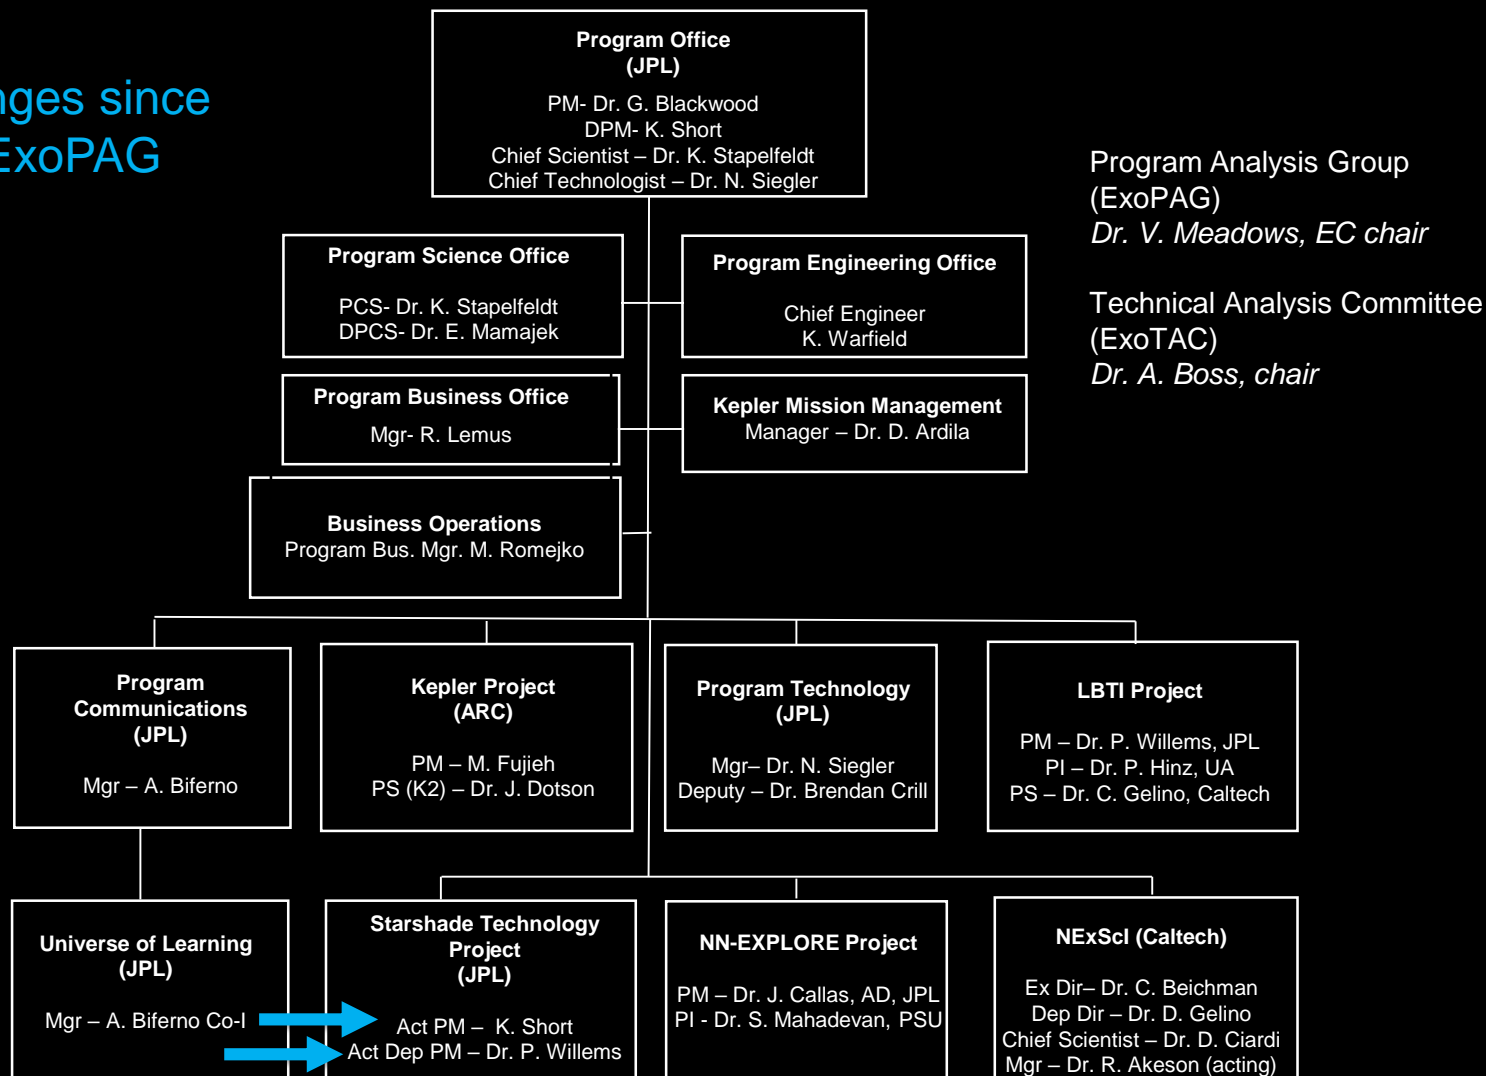 Program Office
(JPL)
PM- Dr. G. Blackwood
DPM- K. Short
Chief Scientist – Dr. K. Stapelfeldt
Chief Technologist – Dr. N. Siegler
nges since
ExoPAG
Program Analysis Group
(ExoPAG)
Dr. V. Meadows, EC chair
Technical Analysis Committee
(ExoTAC)
Dr. A. Boss, chair
Program Science Office
PCS- Dr. K. Stapelfeldt
DPCS- Dr. E. Mamajek
Program Engineering Office
Chief Engineer
K. Warfield
Program Business Office
Mgr- R. Lemus
Kepler Mission Management
Manager – Dr. D. Ardila
Business Operations
Program Bus. Mgr. M. Romejko
Program
Communications
(JPL)
Mgr – A. Biferno
Kepler Project
(ARC)
PM – M. Fujieh
PS (K2) – Dr. J. Dotson
Program Technology
(JPL)
Mgr– Dr. N. Siegler
Deputy – Dr. Brendan Crill
LBTI Project
PM – Dr. P. Willems, JPL
PI – Dr. P. Hinz, UA
PS – Dr. C. Gelino, Caltech
Universe of Learning
(JPL)
Mgr – A. Biferno Co-I
Starshade Technology
Project
(JPL)
Act PM – K. Short
Act Dep PM – Dr. P. Willems
NN-EXPLORE Project
PM – Dr. J. Callas, AD, JPL
PI - Dr. S. Mahadevan, PSU
NExScI (Caltech)
Ex Dir– Dr. C. Beichman
Dep Dir – Dr. D. Gelino
Chief Scientist – Dr. D. Ciardi
Mgr – Dr. R. Akeson (acting)